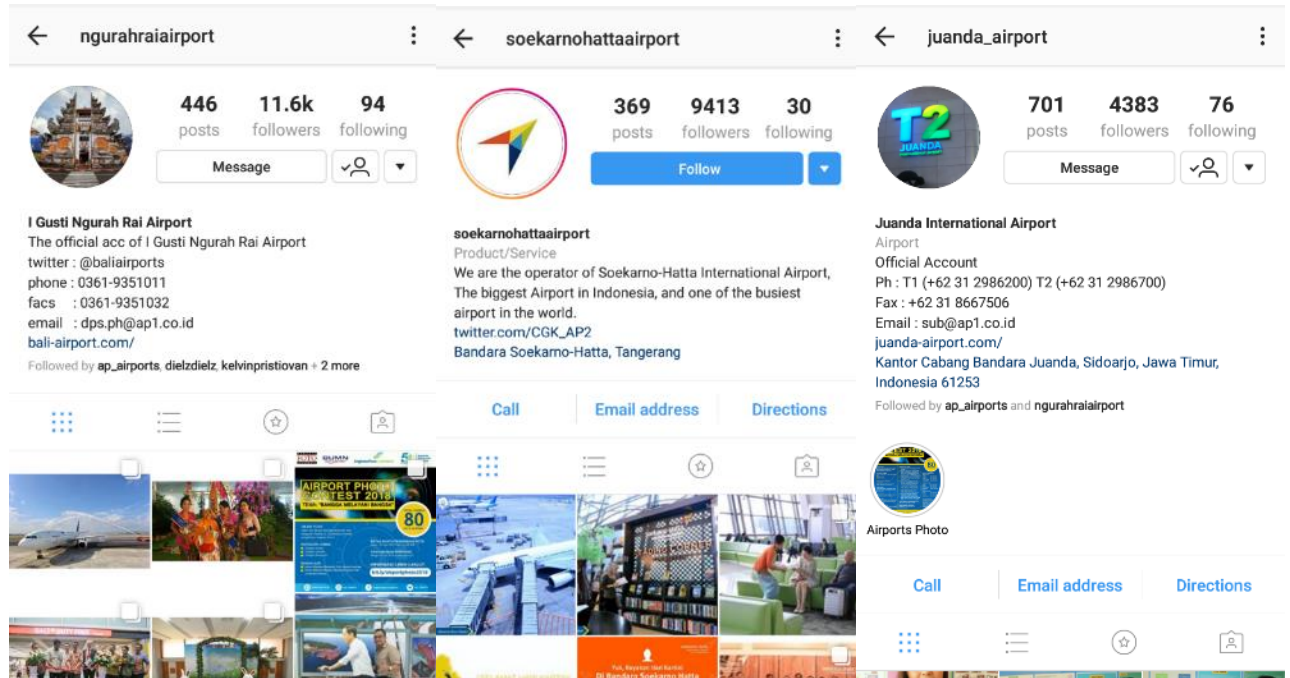 ngurahraiairport
446 11.6k 94
posts followers following
Message
I Gusti Ngurah Rai Airport
The official acc of I Gusti Ngurah Rai Airport
twitter : @baliairports
phone : 0361-9351011
facs : 0361-9351032
email : dps.ph@ap1.co.id
bali-airport.com/
Followed by ap_airports, dielzdielz, kelvinpristiovan + 2 more
BUMN
AIRPORT PHOTO
CONTEST 2018
TEMA: "BANGGA MELAYANI BANGSA"
80
soekarnohattaairport
369 9413 30
posts followers following
Follow
soekarnohattaairport
Product/Service
We are the operator of Soekarno-Hatta International Airport,
The biggest Airport in Indonesia, and one of the busiest
airport in the world.
twitter.com/CGK_AP2
Bandara Soekarno-Hatta, Tangerang
Call Email address Directions
Di Bandara Soekarno Hatta
juanda_airport
T2
JUANDA
701 4383 76
posts followers following
Message
Juanda International Airport
Airport
Official Account
Ph : T1 (+62 31 2986200) T2 (+62 31 2986700)
Fax : +62 31 8667506
Email : sub@ap1.co.id
juanda-airport.com/
Kantor Cabang Bandara Juanda, Sidoarjo, Jawa Timur,
Indonesia 61253
Followed by ap_airports and ngurahraiairport
80
Airports Photo
Call Email address Directions